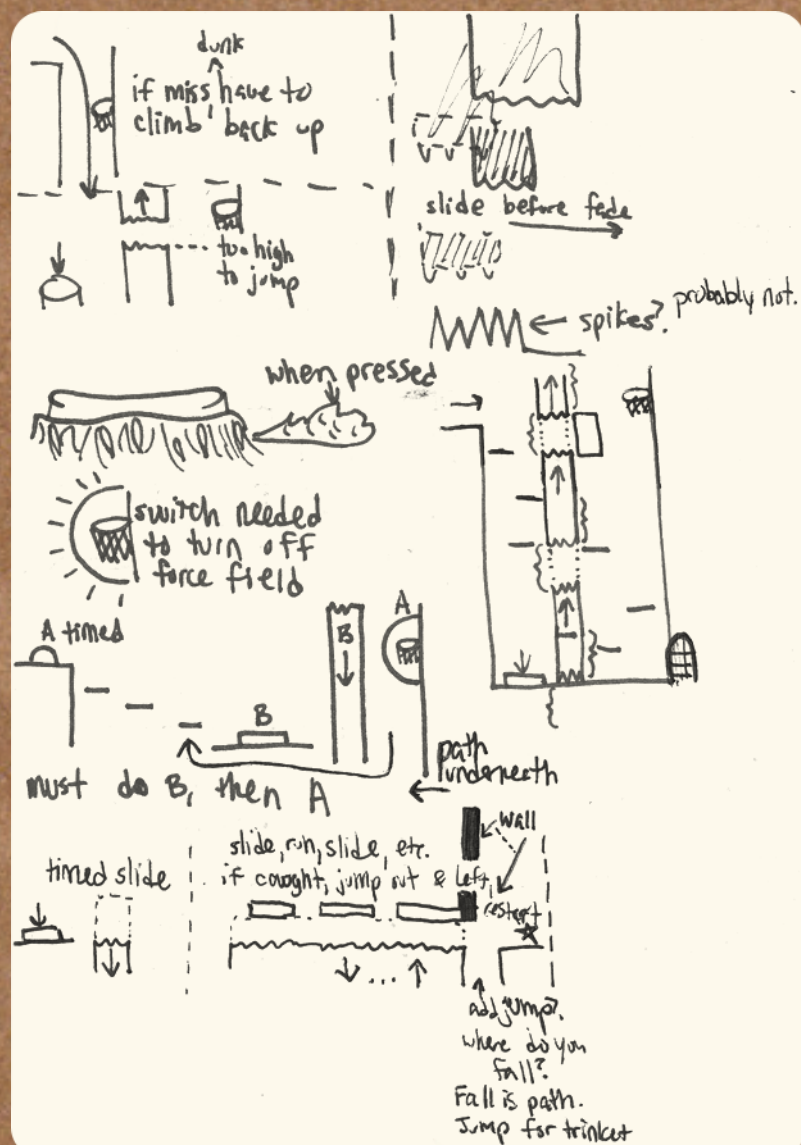 dunk
if miss have to
climb back up
too high
to jump
slide before fade
spikes?
probably not.
when pressed
switch needed
to turn off
force field
A timed
B
A
B
must do B, then A
path
underneath
timed slide
slide, run, slide, etc.
if caught, jump out & left,
restart
wall
add jump?
where do you
fall?
Fall is path.
Jump for trinket